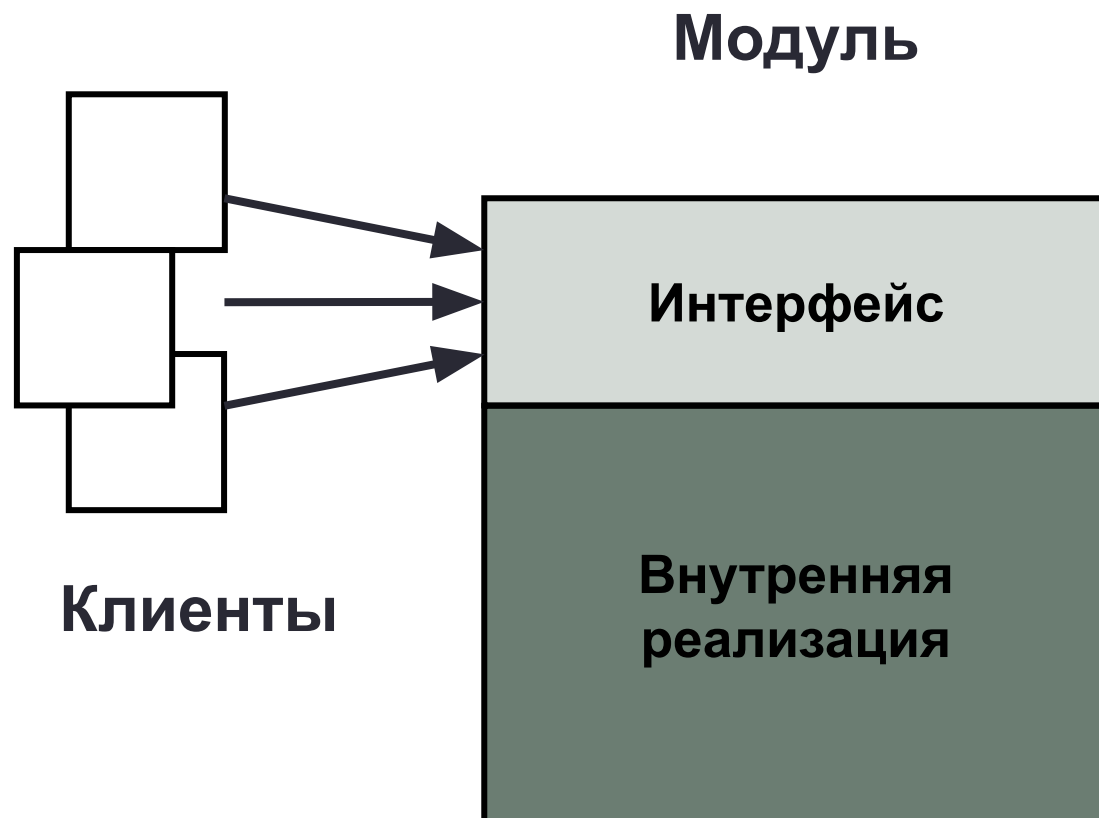 Модуль
Интерфейс
Внутренняя
реализация
Клиенты